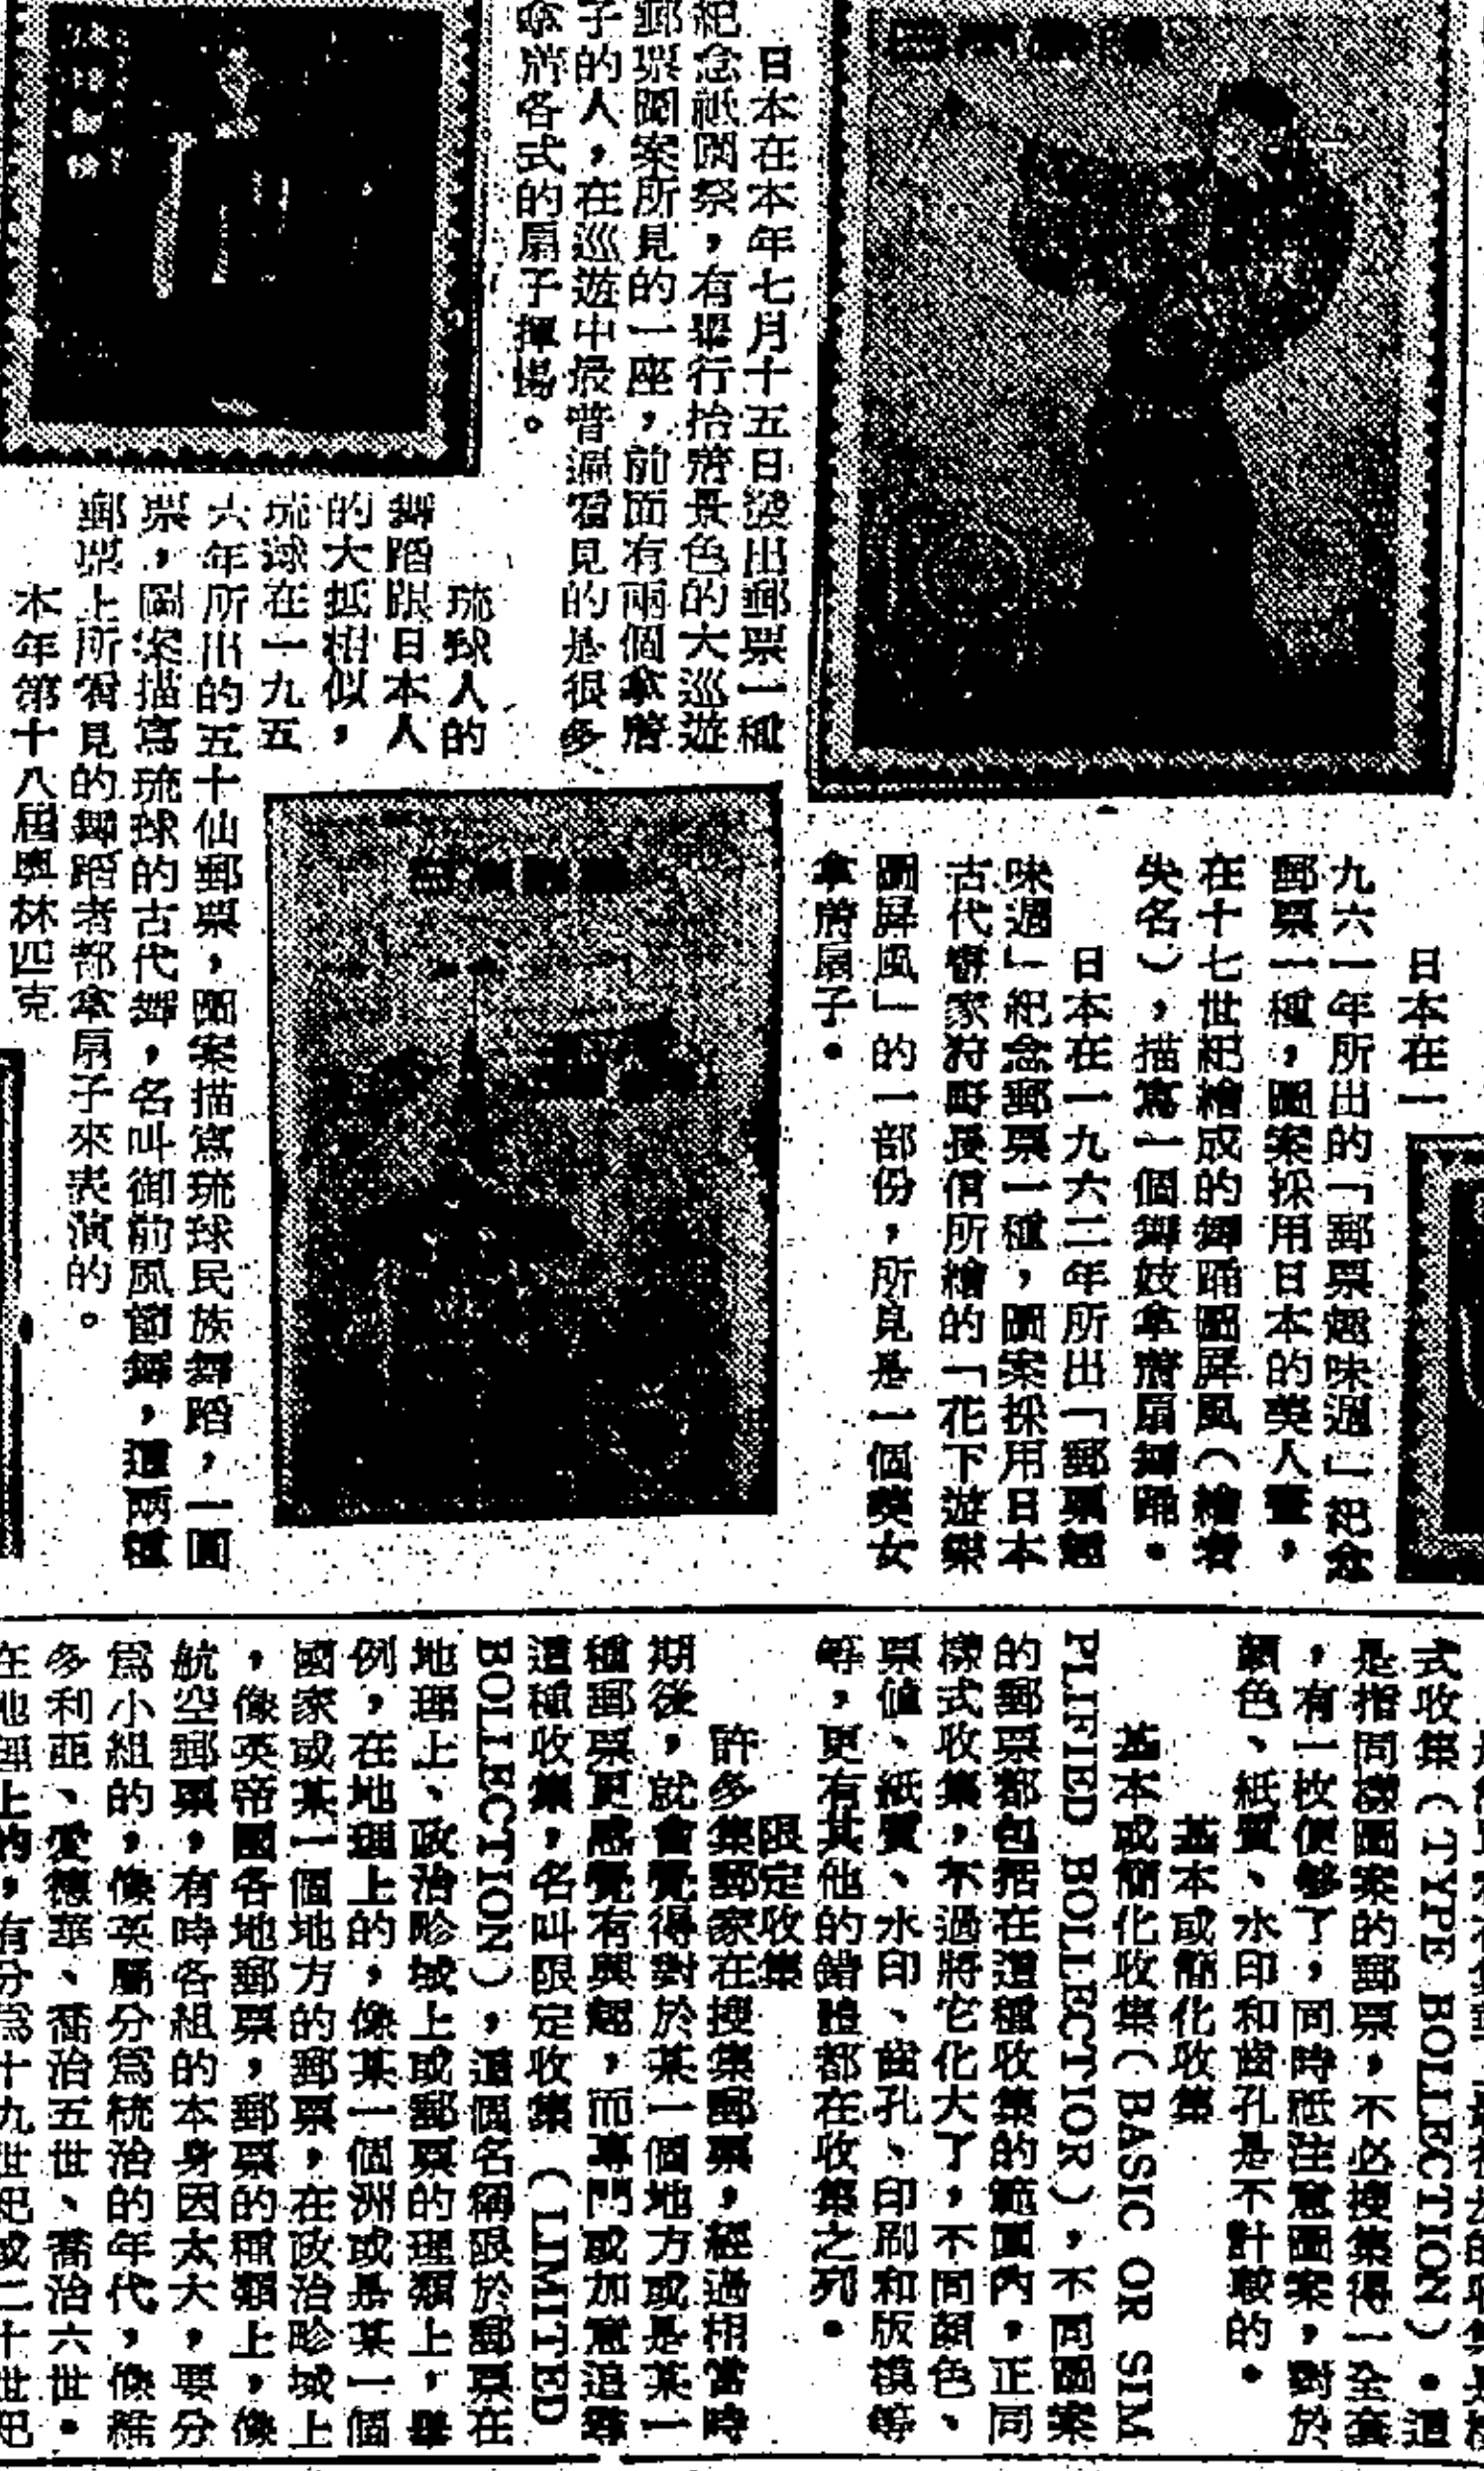 日本在一
九六一年所出的「郵票趣味週」紀念
郵票一種，圖案採用日本的美人畫，
在十七世紀繪成的舞踊圖屏風（繪者
失名），描寫一個舞妓拿着扇舞踊。
日本在一九六二年所出「郵票趣
味週」紀念郵票一種，圖案採用日本
古代畫家狩野長信所繪的「花下遊樂
圖屏風」的一部份，所見是一個美女
拿着扇子。
日本在本年七月十五日發出郵票一種
紀念祇園祭，有舉行抬着景色的大巡遊
郵票圖案所見的一座，前面有兩個拿着
子的人，在巡遊中最普遍看見的是很多
拿着各式的扇子揮揚。
琉球人的
舞蹈跟日本人
的大抵相似，
琉球在一九五
六年所出的五十仙郵票，圖案描寫琉球民族舞蹈，一圓
票，圖案描寫琉球的古代舞，名叫御前風節舞，這兩種
郵票上所看見的舞蹈者都拿扇子來表演的。
本年第十八屆奧林匹克
式收集（TYPE BOLLECTION）。這
是指同樣圖案的郵票，不必搜集得一全套
，有一枚便够了，同時祗注意圖案，對於
顏色、紙質、水印和齒孔是不計較的。
基本或簡化收集
基本或簡化收集（BASIC OR SIM
PLIFIED BOLLECTIOR），不同圖案
的郵票都包括在這種收集的範圍內，正同
樣式收集，不過將它化大了，不同顏色、
票値、紙質、水印、齒孔、印刷和版模等
等，更有其他的錯體都在收集之列。
限定收集
許多集郵家在搜集郵票，經過相當時
期後，就會覺得對於某一個地方或是某一
種郵票更感覺有興趣，而專門或加意追尋
這種收集，名叫限定收集（LIMITED
BOLLECTION），這個名稱限於郵票在
地理上、政治畛域上或郵票的理類上，舉
例，在地理上的，像某一個洲或是某一個
國家或某一個地方的郵票，在政治畛域上
，像英帝國各地郵票，郵票的種類上，像
航空郵票，有時各組的本身因太大，要分
爲小組的，像英屬分爲統治的年代，像維
多利亞、愛德華、喬治五世、喬治六世。
在地理上的，有分爲十九世紀或二十世紀